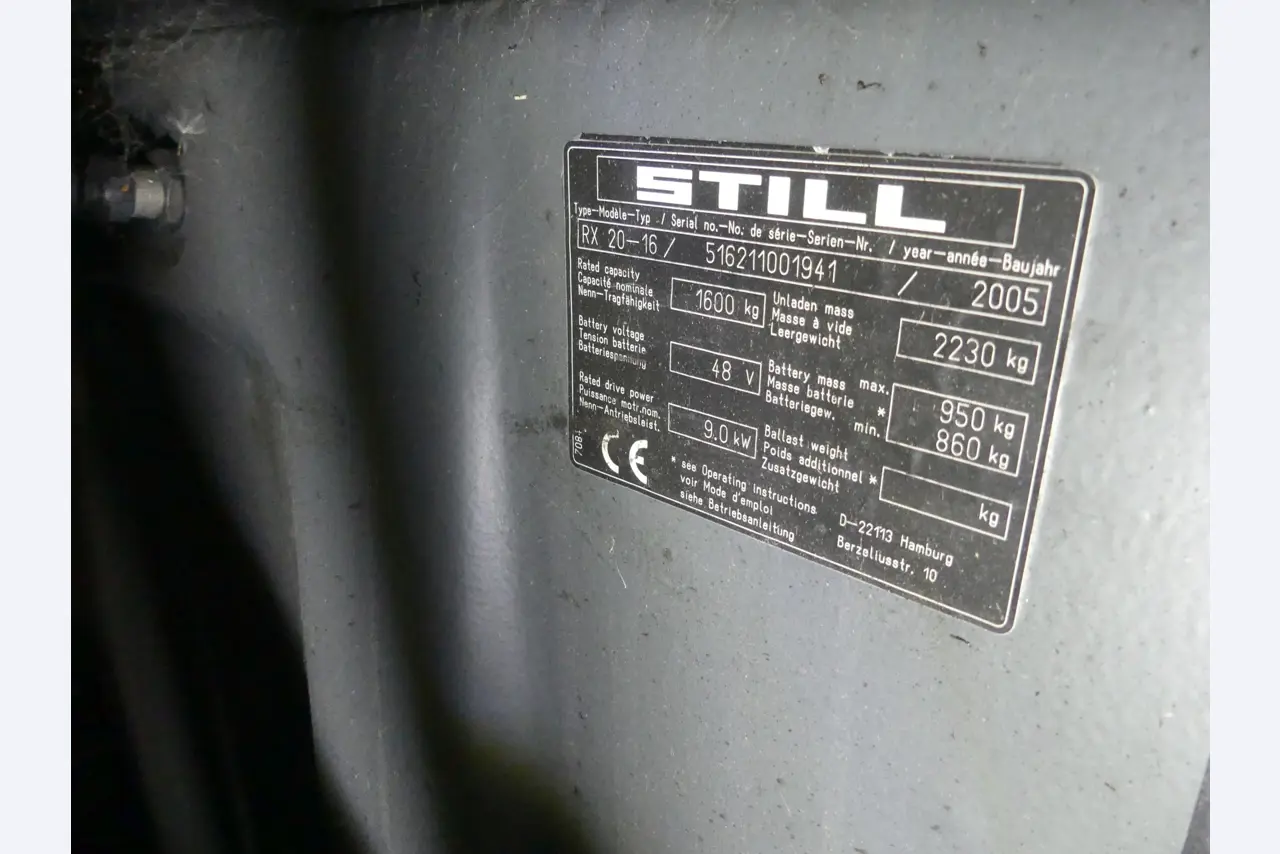 STILL
Type–Modèle–Typ / Serial no.–No. de série–Serien–Nr. / year–année–Baujahr
RX 20–16 / 516211001941 / 2005
Rated capacity
Capacité nominale
Nenn–Tragfähigkeit
1600 kg
Unladen mass
Masse à vide
Leergewicht
2230 kg
Battery voltage
Tension batterie
Batteriespannung
48 V
Battery mass max.
Masse batterie *
Batteriegew. min.
950 kg
860 kg
Rated drive power
Puissance motr.nom.
Nenn–Antriebsleist.
9.0 kW
Ballast weight
Poids additionnel *
Zusatzgewicht
kg
CE
* see Operating instructions
voir Mode d'emploi
siehe Betriebsanleitung
D–22113 Hamburg
Berzeliusstr. 10